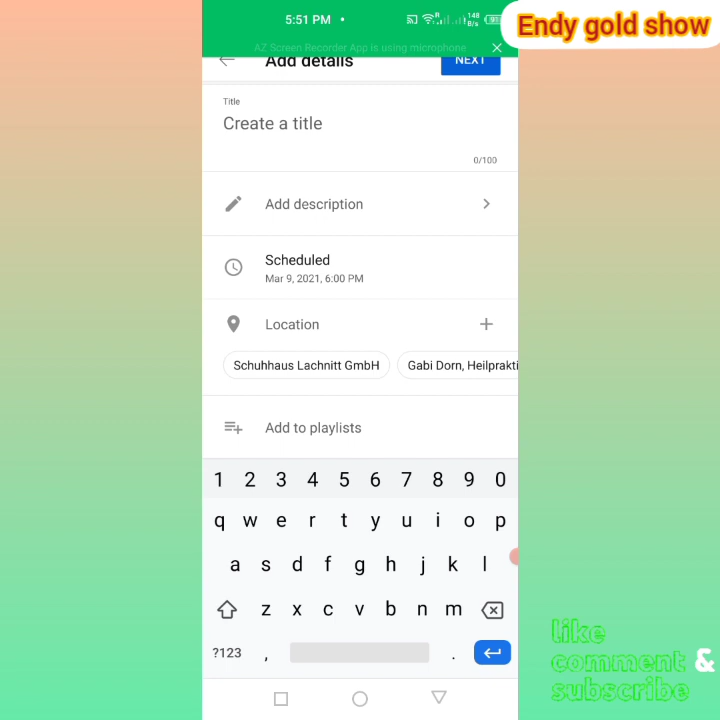 5:51 PM
R
148
B/s
91
Endy gold show
AZ Screen Recorder App is using microphone
Add details
NEXT
Title
Create a title
0/100
Add description
Scheduled
Mar 9, 2021, 6:00 PM
Location
Schuhhaus Lachnitt GmbH
Gabi Dorn, Heilprakti
Add to playlists
1 2 3 4 5 6 7 8 9 0
q w e r t y u i o p
a s d f g h j k l
z x c v b n m
?123 , .
like
comment &
subscribe